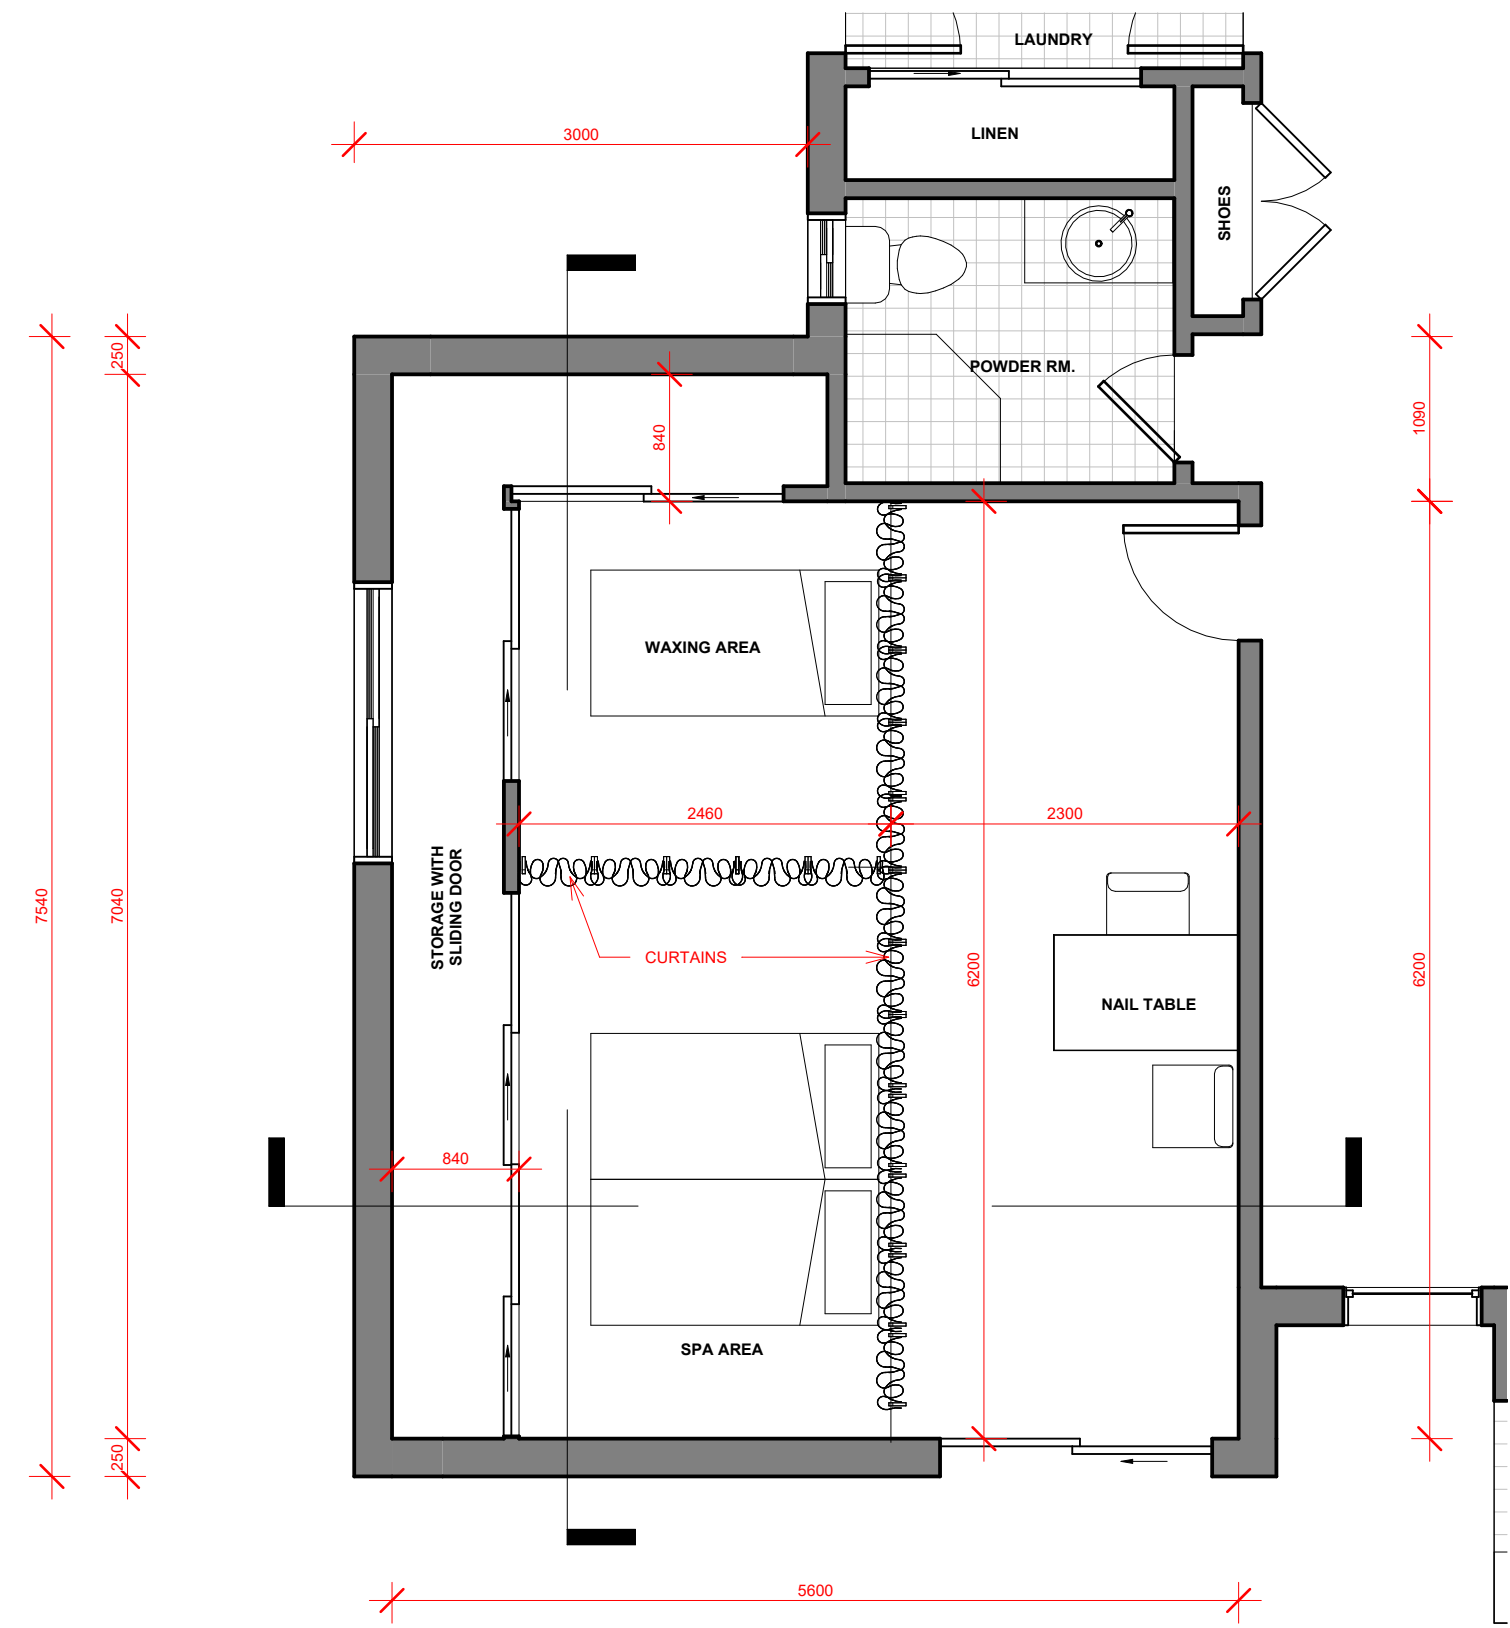 LAUNDRY
3000
LINEN
SHOES
250
POWDER RM.
840
1090
WAXING AREA
2460
2300
STORAGE WITH
SLIDING DOOR
7540
7040
CURTAINS
6200
6200
NAIL TABLE
840
SPA AREA
250
5600